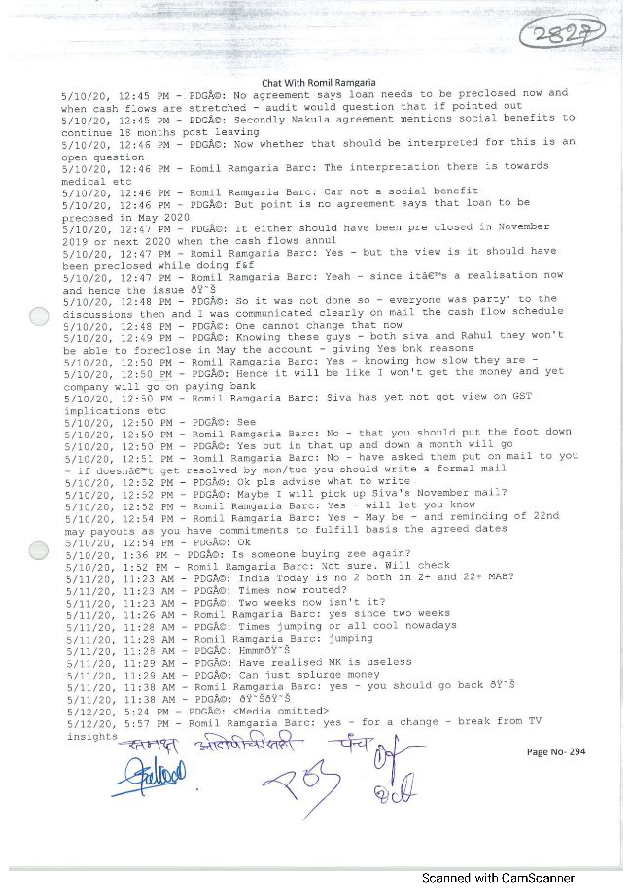 2827
Chat With Romil Ramgaria
5/10/20, 12:45 PM - PDGÃ©: No agreement says loan needs to be preclosed now and
when cash flows are stretched - audit would question that if pointed out
5/10/20, 12:45 PM - PDGÃ©: Secondly Nakula agreement mentions social benefits to
continue 18 months post leaving
5/10/20, 12:46 PM - PDGÃ©: Now whether that should be interpreted for this is an
open question
5/10/20, 12:46 PM - Romil Ramgaria Barc: The interpretation there is towards
medical etc
5/10/20, 12:46 PM - Romil Ramgaria Barc: Car not a social benefit
5/10/20, 12:46 PM - PDGÃ©: But point is no agreement says that loan to be
precosed in May 2020
5/10/20, 12:47 PM - PDGÃ©: It either should have been pre closed in November
2019 or next 2020 when the cash flows annul
5/10/20, 12:47 PM - Romil Ramgaria Barc: Yes - but the view is it should have
been preclosed while doing f&f
5/10/20, 12:47 PM - Romil Ramgaria Barc: Yeah - since itâ€™s a realisation now
and hence the issue ðŸ˜Š
5/10/20, 12:48 PM - PDGÃ©: So it was not done so - everyone was party' to the
discussions then and I was communicated clearly on mail the cash flow schedule
5/10/20, 12:48 PM - PDGÃ©: One cannot change that now
5/10/20, 12:49 PM - PDGÃ©: Knowing these guys - both siva and Rahul they won't
be able to foreclose in May the account - giving Yes bnk reasons
5/10/20, 12:50 PM - Romil Ramgaria Barc: Yes - knowing how slow they are -
5/10/20, 12:50 PM - PDGÃ©: Hence it will be like I won't get the money and yet
company will go on paying bank
5/10/20, 12:50 PM - Romil Ramgaria Barc: Siva has yet not got view on GST
implications etc
5/10/20, 12:50 PM - PDGÃ©: See
5/10/20, 12:50 PM - Romil Ramgaria Barc: No - that you should put the foot down
5/10/20, 12:50 PM - PDGÃ©: Yes but in that up and down a month will go
5/10/20, 12:51 PM - Romil Ramgaria Barc: No - have asked them put on mail to you
- if doesnâ€™t get resolved by mon/tue you should write a formal mail
5/10/20, 12:52 PM - PDGÃ©: Ok pls advise what to write
5/10/20, 12:52 PM - PDGÃ©: Maybe I will pick up Siva's November mail?
5/10/20, 12:52 PM - Romil Ramgaria Barc: Yes - will let you know
5/10/20, 12:54 PM - Romil Ramgaria Barc: Yes - May be - and reminding of 22nd
may payouts as you have commitments to fulfill basis the agreed dates
5/10/20, 12:54 PM - PDGÃ©: Ok
5/10/20, 1:36 PM - PDGÃ©: Is someone buying zee again?
5/10/20, 1:52 PM - Romil Ramgaria Barc: Not sure. Will check
5/11/20, 11:23 AM - PDGÃ©: India Today is no 2 both in 2+ and 22+ MAB?
5/11/20, 11:23 AM - PDGÃ©: Times now routed?
5/11/20, 11:23 AM - PDGÃ©: Two weeks now isn't it?
5/11/20, 11:26 AM - Romil Ramgaria Barc: yes since two weeks
5/11/20, 11:28 AM - PDGÃ©: Times jumping or all cool nowadays
5/11/20, 11:28 AM - Romil Ramgaria Barc: jumping
5/11/20, 11:28 AM - PDGÃ©: HmmmðŸ˜Š
5/11/20, 11:29 AM - PDGÃ©: Have realised NK is useless
5/11/20, 11:29 AM - PDGÃ©: Can just splurge money
5/11/20, 11:38 AM - Romil Ramgaria Barc: yes - you should go back ðŸ˜Š
5/11/20, 11:38 AM - PDGÃ©: ðŸ˜ŠðŸ˜Š
5/12/20, 5:24 PM - PDGÃ©: <Media omitted>
5/12/20, 5:57 PM - Romil Ramgaria Barc: yes - for a change - break from TV
insights
समक्ष पंच
Page No- 294
Scanned with CamScanner